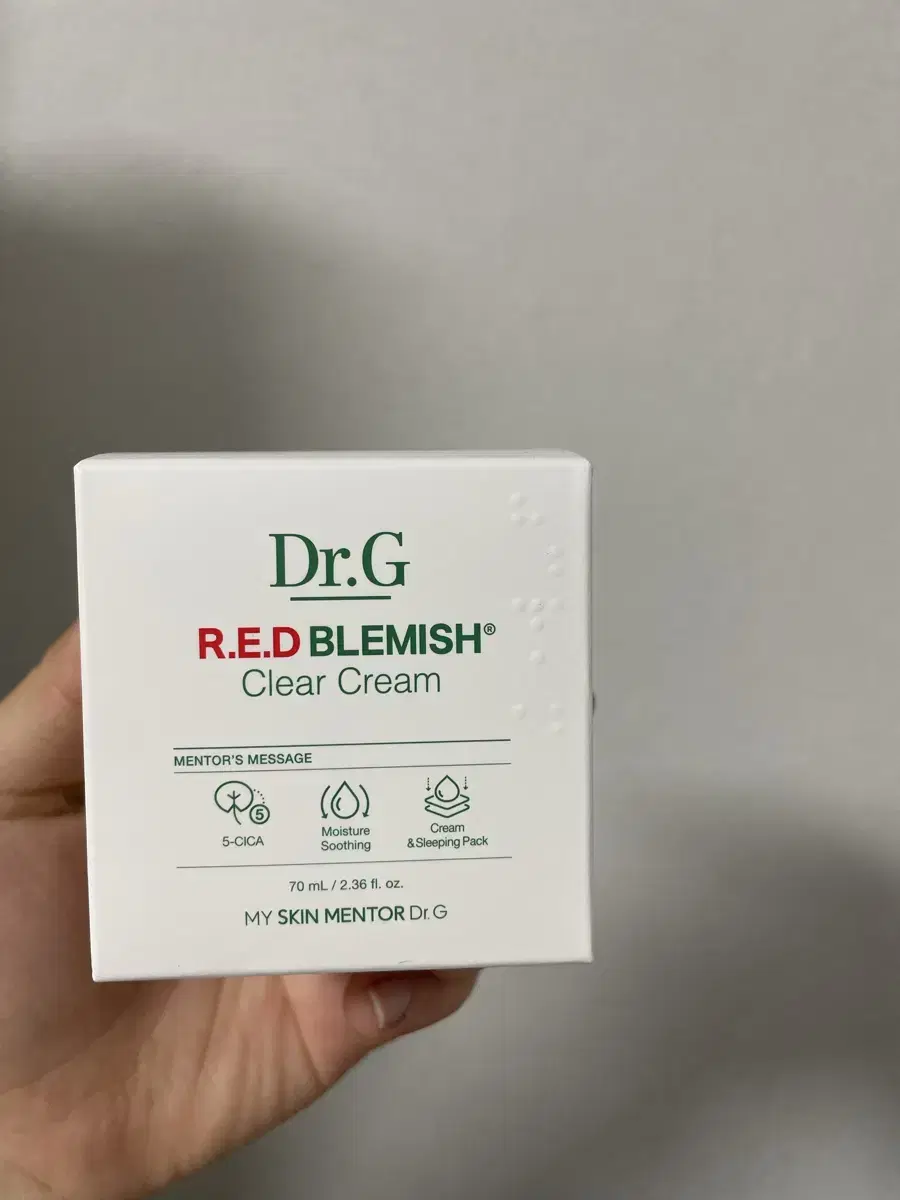 Dr.G
R.E.D BLEMISH®
Clear Cream
MENTOR'S MESSAGE
5
5-CICA
Moisture
Soothing
Cream
&Sleeping Pack
70 mL / 2.36 fl. oz.
MY SKIN MENTOR Dr.G